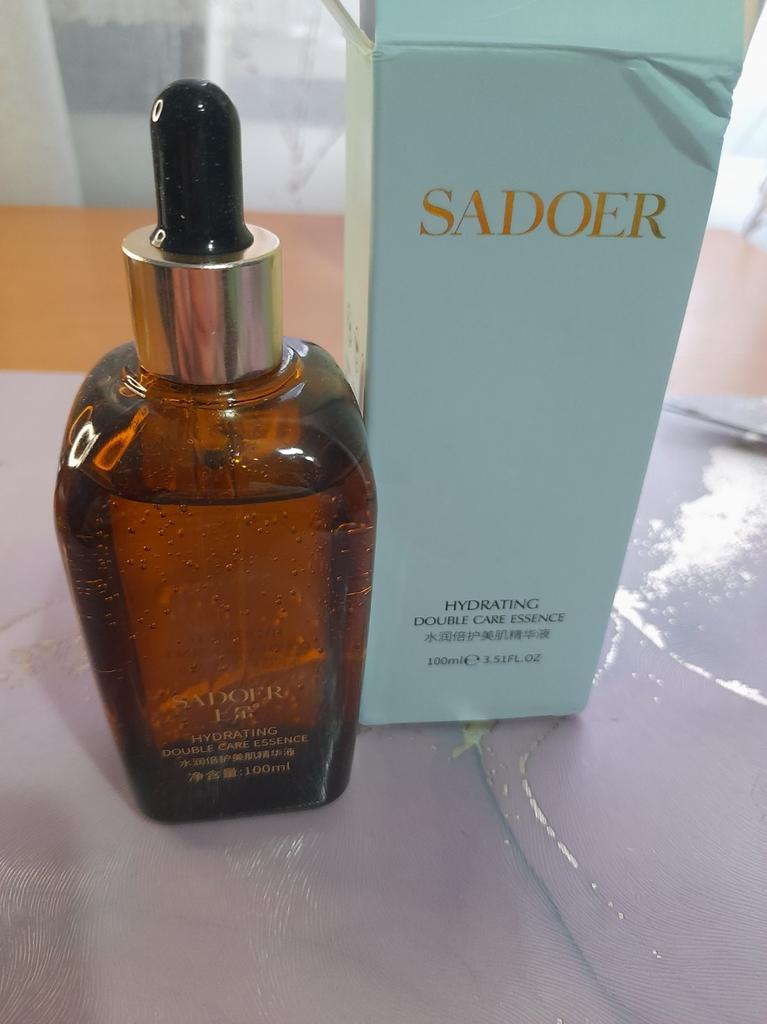 SADOER
HYDRATING
DOUBLE CARE ESSENCE
水润倍护美肌精华液
100ml℮ 3.51FL.OZ
SADOER
HYDRATING
DOUBLE CARE ESSENCE
水润倍护美肌精华液
净含量:100ml